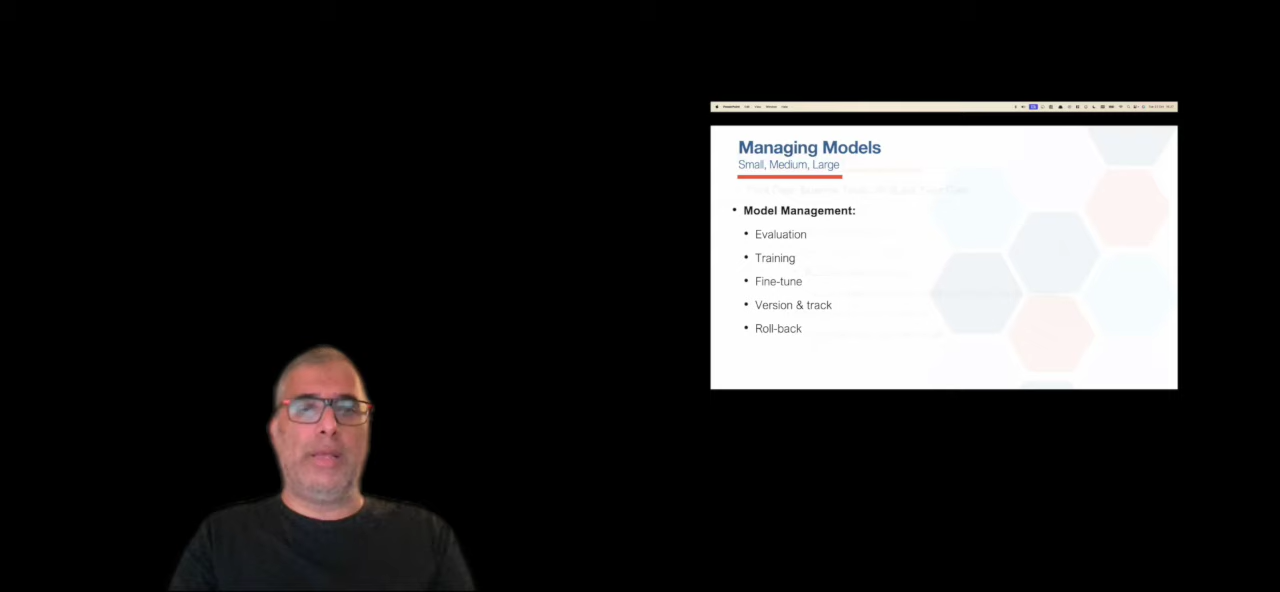 Managing Models
Small, Medium, Large
• Model Management:
• Evaluation
• Training
• Fine-tune
• Version & track
• Roll-back